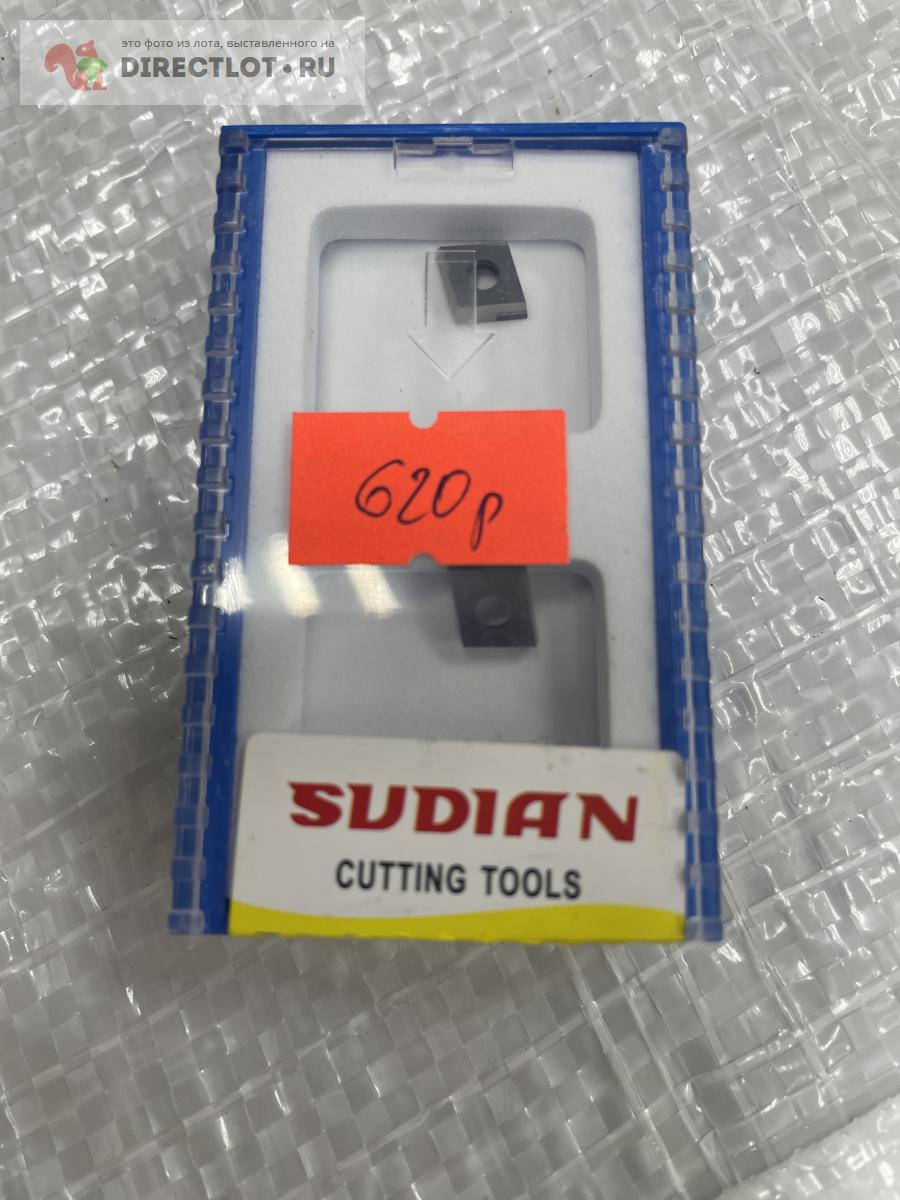 это фото из лота, выставленного на
DIRECTLOT.RU
620р
SUDIAN
CUTTING TOOLS